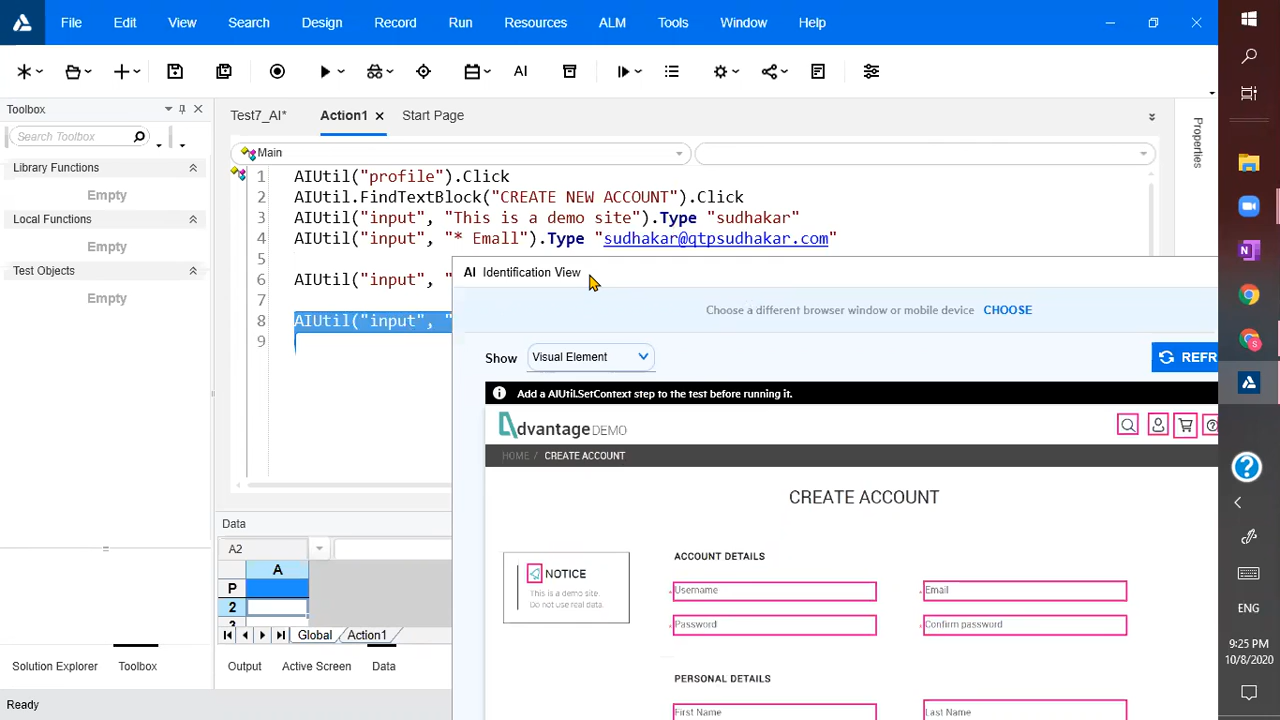 File Edit View Search Design Record Run Resources ALM Tools Window Help
AI
Toolbox
Test7_AI* Action1 Start Page
Search Toolbox
Main
Properties
Library Functions
Empty
Local Functions
Empty
Test Objects
Empty
1 AIUtil("profile").Click
2 AIUtil.FindTextBlock("CREATE NEW ACCOUNT").Click
3 AIUtil("input", "This is a demo site").Type "sudhakar"
4 AIUtil("input", "* Emall").Type "sudhakar@qtpsudhakar.com"
5
6 AIUtil("input", "
7
8 AIUtil("input", "
9
AI Identification View
Choose a different browser window or mobile device CHOOSE
Show Visual Element
REFR
Add a AIUtil.SetContext step to the test before running it.
Advantage DEMO
HOME / CREATE ACCOUNT
CREATE ACCOUNT
ACCOUNT DETAILS
NOTICE
This is a demo site.
Do not use real data.
* Username
* Email
* Password
* Confirm password
PERSONAL DETAILS
First Name
Last Name
Data
A2
A
P
2
3
Global Action1
Solution Explorer Toolbox
Output Active Screen Data
Ready
ENG
9:25 PM
10/8/2020